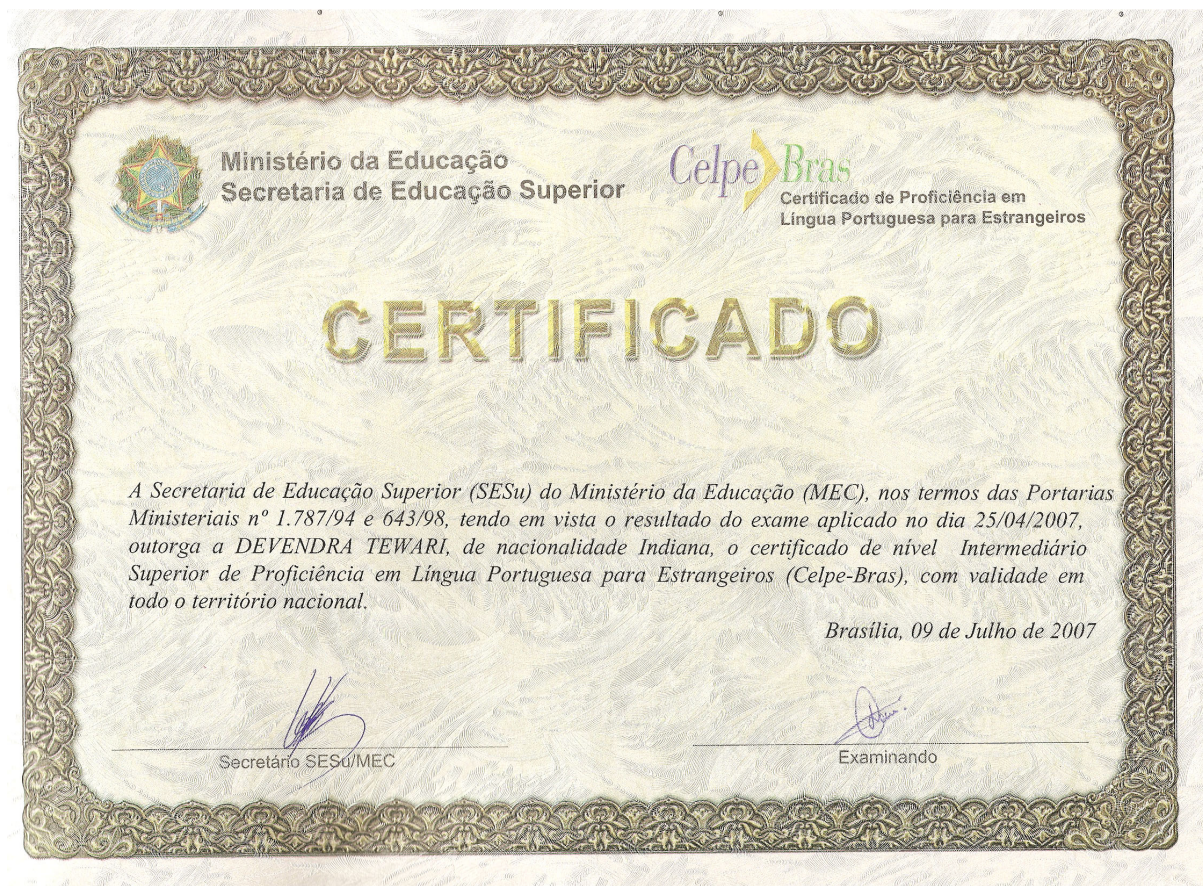 Ministério da Educação
Secretaria de Educação Superior
Celpe Bras
Certificado de Proficiência em
Língua Portuguesa para Estrangeiros
CERTIFICADO
A Secretaria de Educação Superior (SESu) do Ministério da Educação (MEC), nos termos das Portarias
Ministeriais nº 1.787/94 e 643/98, tendo em vista o resultado do exame aplicado no dia 25/04/2007,
outorga a DEVENDRA TEWARI, de nacionalidade Indiana, o certificado de nível Intermediário
Superior de Proficiência em Língua Portuguesa para Estrangeiros (Celpe-Bras), com validade em
todo o território nacional.
Brasília, 09 de Julho de 2007
Secretário SESu/MEC
Examinando